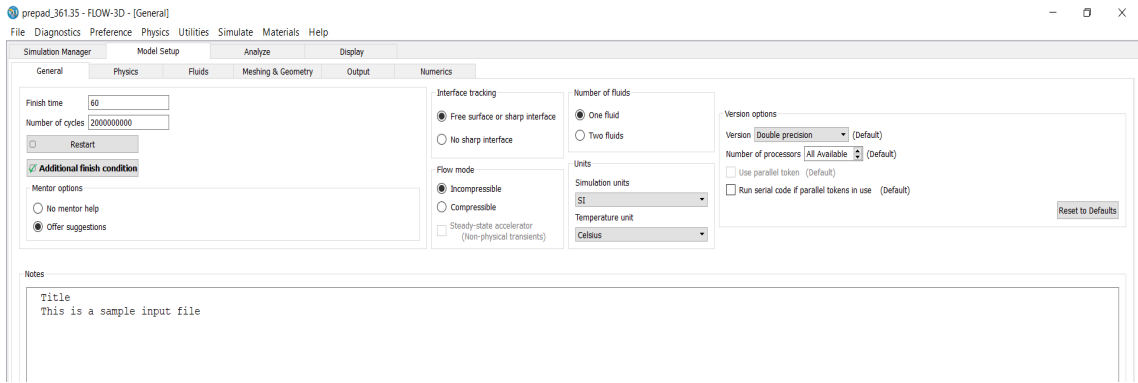 prepad_361.35 - FLOW-3D - [General]
File Diagnostics Preference Physics Utilities Simulate Materials Help
Simulation Manager Model Setup Analyze Display
General Physics Fluids Meshing & Geometry Output Numerics
Finish time 60
Number of cycles 2000000000
Restart
Additional finish condition
Mentor options
No mentor help
Offer suggestions
Interface tracking
Free surface or sharp interface
No sharp interface
Flow mode
Incompressible
Compressible
Steady-state accelerator
(Non-physical transients)
Number of fluids
One fluid
Two fluids
Units
Simulation units
SI
Temperature unit
Celsius
Version options
Version Double precision (Default)
Number of processors All Available (Default)
Use parallel token (Default)
Run serial code if parallel tokens in use (Default)
Reset to Defaults
Notes
Title
This is a sample input file